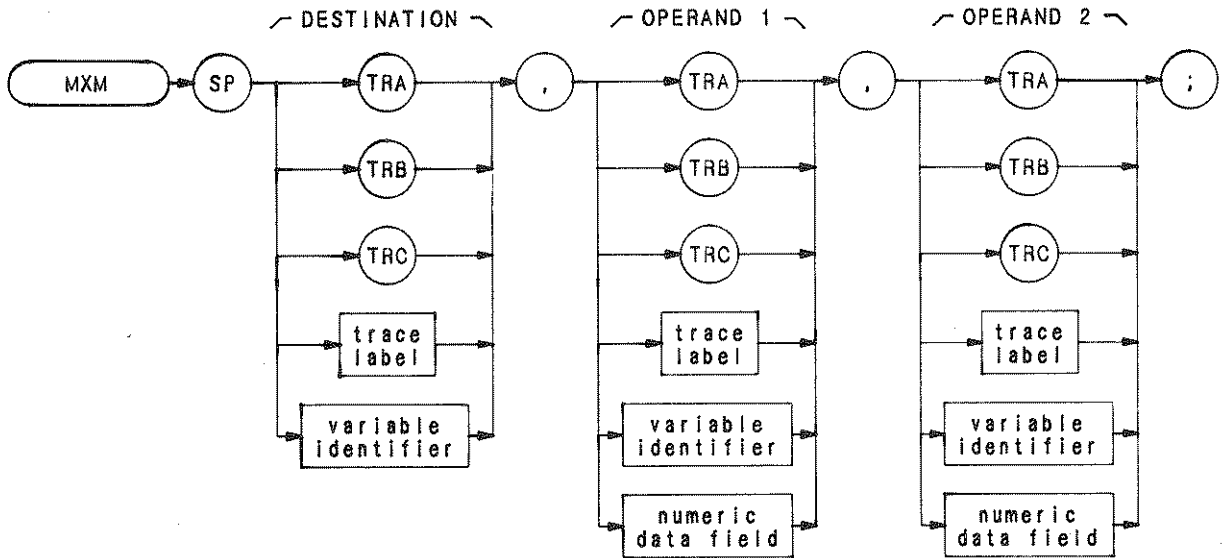 DESTINATION OPERAND 1 OPERAND 2
MXM SP TRA , TRA , TRA ;
TRB TRB TRB
TRC TRC TRC
trace label trace label trace label
variable identifier variable identifier variable identifier
numeric data field numeric data field